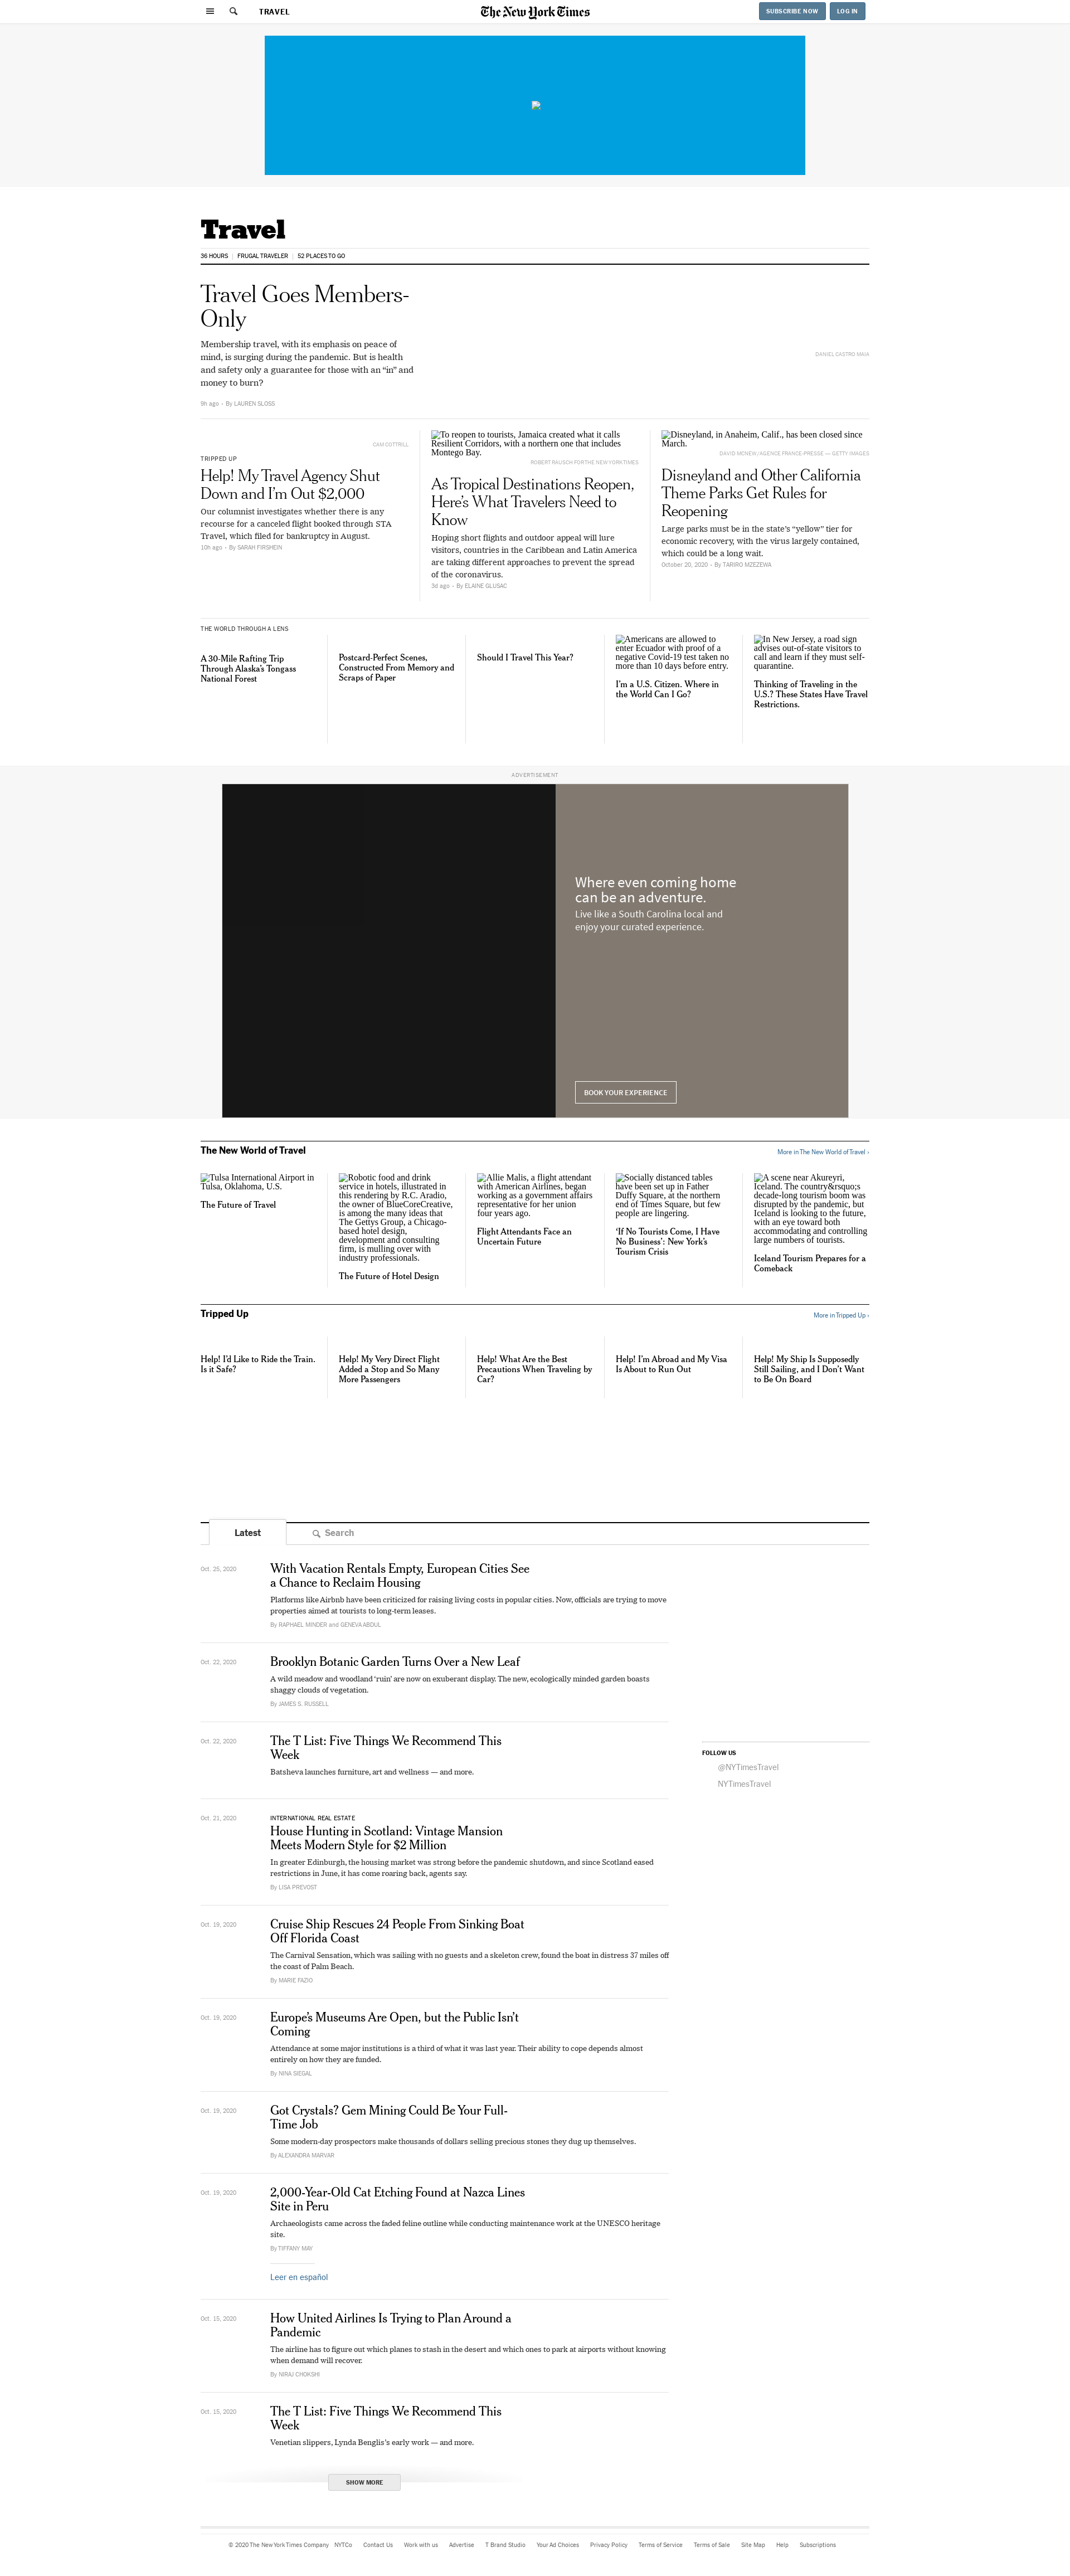 TRAVEL
The New York Times
SUBSCRIBE NOW
LOG IN
Travel
36 HOURS
FRUGAL TRAVELER
52 PLACES TO GO
Travel Goes Members-
Only
Membership travel, with its emphasis on peace of
mind, is surging during the pandemic. But is health
and safety only a guarantee for those with an “in” and
money to burn?
9h ago - By LAUREN SLOSS
DANIEL CASTRO MAIA
CAM COTTRILL
TRIPPED UP
Help! My Travel Agency Shut
Down and I’m Out $2,000
Our columnist investigates whether there is any
recourse for a canceled flight booked through STA
Travel, which filed for bankruptcy in August.
10h ago - By SARAH FIRSHEIN
To reopen to tourists, Jamaica created what it calls
Resilient Corridors, with a northern one that includes
Montego Bay.
ROBERT RAUSCH FOR THE NEW YORK TIMES
As Tropical Destinations Reopen,
Here’s What Travelers Need to
Know
Hoping short flights and outdoor appeal will lure
visitors, countries in the Caribbean and Latin America
are taking different approaches to prevent the spread
of the coronavirus.
3d ago - By ELAINE GLUSAC
Disneyland, in Anaheim, Calif., has been closed since
March.
DAVID MCNEW/AGENCE FRANCE-PRESSE — GETTY IMAGES
Disneyland and Other California
Theme Parks Get Rules for
Reopening
Large parks must be in the state’s “yellow” tier for
economic recovery, with the virus largely contained,
which could be a long wait.
October 20, 2020 - By TARIRO MZEZEWA
THE WORLD THROUGH A LENS
A 30-Mile Rafting Trip
Through Alaska’s Tongass
National Forest
Postcard-Perfect Scenes,
Constructed From Memory and
Scraps of Paper
Should I Travel This Year?
Americans are allowed to
enter Ecuador with proof of a
negative Covid-19 test taken no
more than 10 days before entry.
I’m a U.S. Citizen. Where in
the World Can I Go?
In New Jersey, a road sign
advises out-of-state visitors to
call and learn if they must self-
quarantine.
Thinking of Traveling in the
U.S.? These States Have Travel
Restrictions.
ADVERTISEMENT
Where even coming home
can be an adventure.
Live like a South Carolina local and
enjoy your curated experience.
BOOK YOUR EXPERIENCE
The New World of Travel
More in The New World of Travel ›
Tulsa International Airport in
Tulsa, Oklahoma, U.S.
The Future of Travel
Robotic food and drink
service in hotels, illustrated in
this rendering by R.C. Aradio,
the owner of BlueCoreCreative,
is among the many ideas that
The Gettys Group, a Chicago-
based hotel design,
development and consulting
firm, is mulling over with
industry professionals.
The Future of Hotel Design
Allie Malis, a flight attendant
with American Airlines, began
working as a government affairs
representative for her union
four years ago.
Flight Attendants Face an
Uncertain Future
Socially distanced tables
have been set up in Father
Duffy Square, at the northern
end of Times Square, but few
people are lingering.
‘If No Tourists Come, I Have
No Business’: New York’s
Tourism Crisis
A scene near Akureyri,
Iceland. The country&rsquo;s
decade-long tourism boom was
disrupted by the pandemic, but
Iceland is looking to the future,
with an eye toward both
accommodating and controlling
large numbers of tourists.
Iceland Tourism Prepares for a
Comeback
Tripped Up
More in Tripped Up ›
Help! I’d Like to Ride the Train.
Is it Safe?
Help! My Very Direct Flight
Added a Stop and So Many
More Passengers
Help! What Are the Best
Precautions When Traveling by
Car?
Help! I’m Abroad and My Visa
Is About to Run Out
Help! My Ship Is Supposedly
Still Sailing, and I Don’t Want
to Be On Board
Latest
Search
Oct. 25, 2020
With Vacation Rentals Empty, European Cities See
a Chance to Reclaim Housing
Platforms like Airbnb have been criticized for raising living costs in popular cities. Now, officials are trying to move
properties aimed at tourists to long-term leases.
By RAPHAEL MINDER and GENEVA ABDUL
Oct. 22, 2020
Brooklyn Botanic Garden Turns Over a New Leaf
A wild meadow and woodland ‘ruin’ are now on exuberant display. The new, ecologically minded garden boasts
shaggy clouds of vegetation.
By JAMES S. RUSSELL
Oct. 22, 2020
The T List: Five Things We Recommend This
Week
Batsheva launches furniture, art and wellness — and more.
FOLLOW US
@NYTimesTravel
NYTimesTravel
Oct. 21, 2020
INTERNATIONAL REAL ESTATE
House Hunting in Scotland: Vintage Mansion
Meets Modern Style for $2 Million
In greater Edinburgh, the housing market was strong before the pandemic shutdown, and since Scotland eased
restrictions in June, it has come roaring back, agents say.
By LISA PREVOST
Oct. 19, 2020
Cruise Ship Rescues 24 People From Sinking Boat
Off Florida Coast
The Carnival Sensation, which was sailing with no guests and a skeleton crew, found the boat in distress 37 miles off
the coast of Palm Beach.
By MARIE FAZIO
Oct. 19, 2020
Europe’s Museums Are Open, but the Public Isn’t
Coming
Attendance at some major institutions is a third of what it was last year. Their ability to cope depends almost
entirely on how they are funded.
By NINA SIEGAL
Oct. 19, 2020
Got Crystals? Gem Mining Could Be Your Full-
Time Job
Some modern-day prospectors make thousands of dollars selling precious stones they dug up themselves.
By ALEXANDRA MARVAR
Oct. 19, 2020
2,000-Year-Old Cat Etching Found at Nazca Lines
Site in Peru
Archaeologists came across the faded feline outline while conducting maintenance work at the UNESCO heritage
site.
By TIFFANY MAY
Leer en español
Oct. 15, 2020
How United Airlines Is Trying to Plan Around a
Pandemic
The airline has to figure out which planes to stash in the desert and which ones to park at airports without knowing
when demand will recover.
By NIRAJ CHOKSHI
Oct. 15, 2020
The T List: Five Things We Recommend This
Week
Venetian slippers, Lynda Benglis’s early work — and more.
SHOW MORE
© 2020 The New York Times Company NYTCo Contact Us Work with us Advertise T Brand Studio Your Ad Choices Privacy Policy Terms of Service Terms of Sale Site Map Help Subscriptions